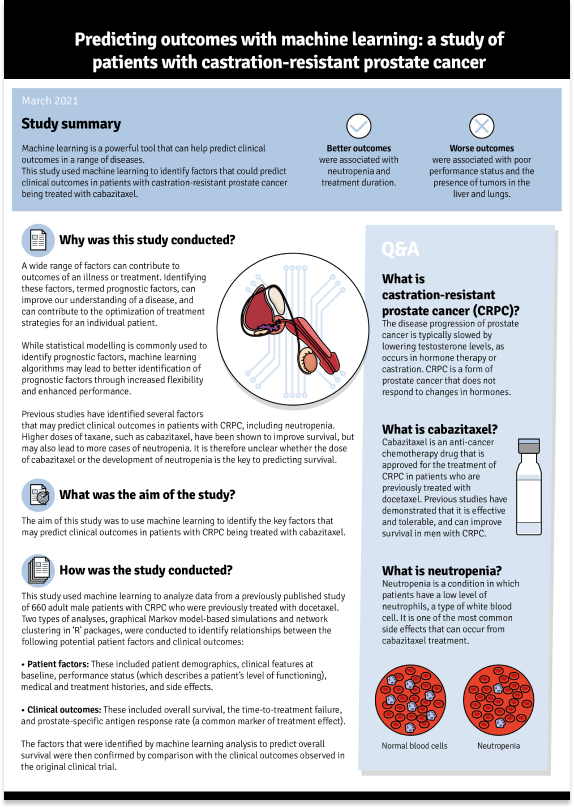 Predicting outcomes with machine learning: a study of
patients with castration-resistant prostate cancer
March 2021
Study summary
Machine learning is a powerful tool that can help predict clinical
outcomes in a range of diseases.
This study used machine learning to identify factors that could predict
clinical outcomes in patients with castration-resistant prostate cancer
being treated with cabazitaxel.
Better outcomes
were associated with
neutropenia and
treatment duration.
Worse outcomes
were associated with poor
performance status and the
presence of tumors in the
liver and lungs.
Why was this study conducted?
A wide range of factors can contribute to
outcomes of an illness or treatment. Identifying
these factors, termed prognostic factors, can
improve our understanding of a disease, and
can contribute to the optimization of treatment
strategies for an individual patient.
While statistical modelling is commonly used to
identify prognostic factors, machine learning
algorithms may lead to better identification of
prognostic factors through increased flexibility
and enhanced performance.
Previous studies have identified several factors
that may predict clinical outcomes in patients with CRPC, including neutropenia.
Higher doses of taxane, such as cabazitaxel, have been shown to improve survival, but
may also lead to more cases of neutropenia. It is therefore unclear whether the dose
of cabazitaxel or the development of neutropenia is the key to predicting survival.
What was the aim of the study?
The aim of this study was to use machine learning to identify the key factors that
may predict clinical outcomes in patients with CRPC being treated with cabazitaxel.
How was the study conducted?
This study used machine learning to analyze data from a previously published study
of 660 adult male patients with CRPC who were previously treated with docetaxel.
Two types of analyses, graphical Markov model-based simulations and network
clustering in 'R' packages, were conducted to identify relationships between the
following potential patient factors and clinical outcomes:
• Patient factors: These included patient demographics, clinical features at
baseline, performance status (which describes a patient's level of functioning),
medical and treatment histories, and side effects.
• Clinical outcomes: These included overall survival, the time-to-treatment failure,
and prostate-specific antigen response rate (a common marker of treatment effect).
The factors that were identified by machine learning analysis to predict overall
survival were then confirmed by comparison with the clinical outcomes observed in
the original clinical trial.
Q&A
What is
castration-resistant
prostate cancer (CRPC)?
The disease progression of prostate
cancer is typically slowed by
lowering testosterone levels, as
occurs in hormone therapy or
castration. CRPC is a form of
prostate cancer that does not
respond to changes in hormones.
What is cabazitaxel?
Cabazitaxel is an anti-cancer
chemotherapy drug that is
approved for the treatment of
CRPC in patients who are
previously treated with
docetaxel. Previous studies have
demonstrated that it is effective
and tolerable, and can improve
survival in men with CRPC.
What is neutropenia?
Neutropenia is a condition in which
patients have a low level of
neutrophils, a type of white blood
cell. It is one of the most common
side effects that can occur from
cabazitaxel treatment.
Normal blood cells
Neutropenia